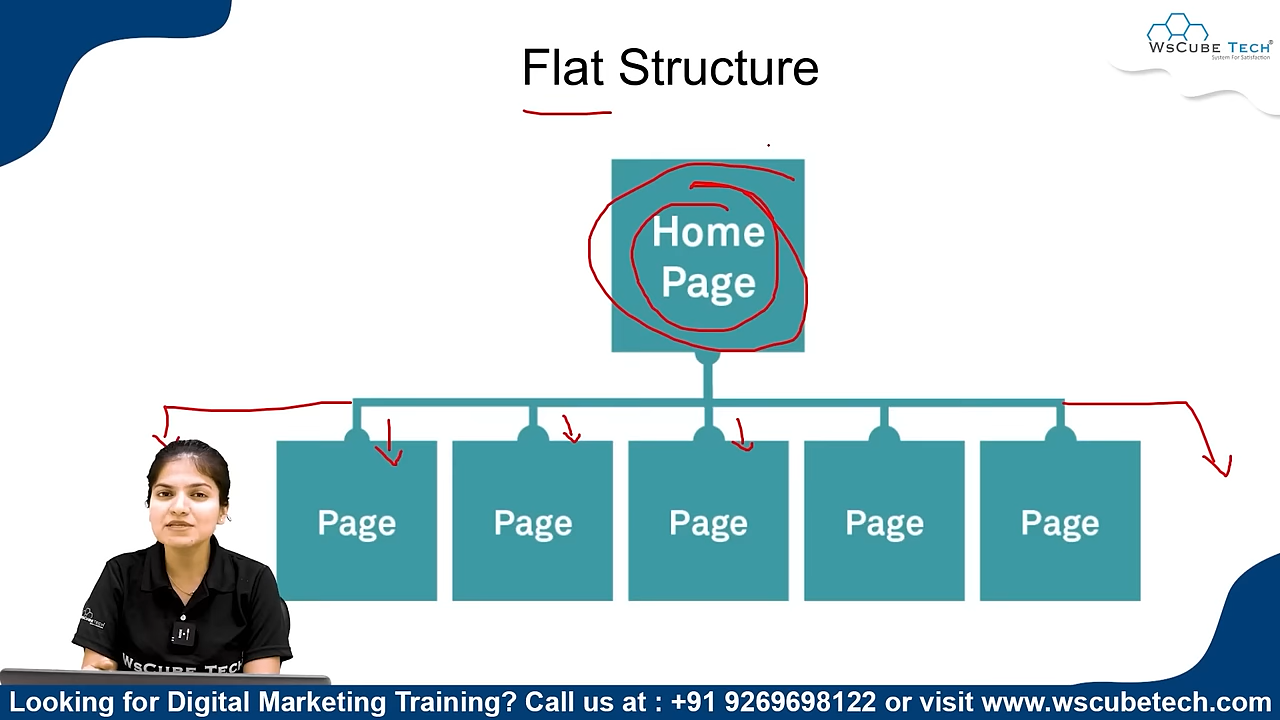 Flat Structure
WsCube Tech®
System For Satisfaction
Home
Page
Page Page Page Page Page
WsCube Tech
Looking for Digital Marketing Training? Call us at : +91 9269698122 or visit www.wscubetech.com